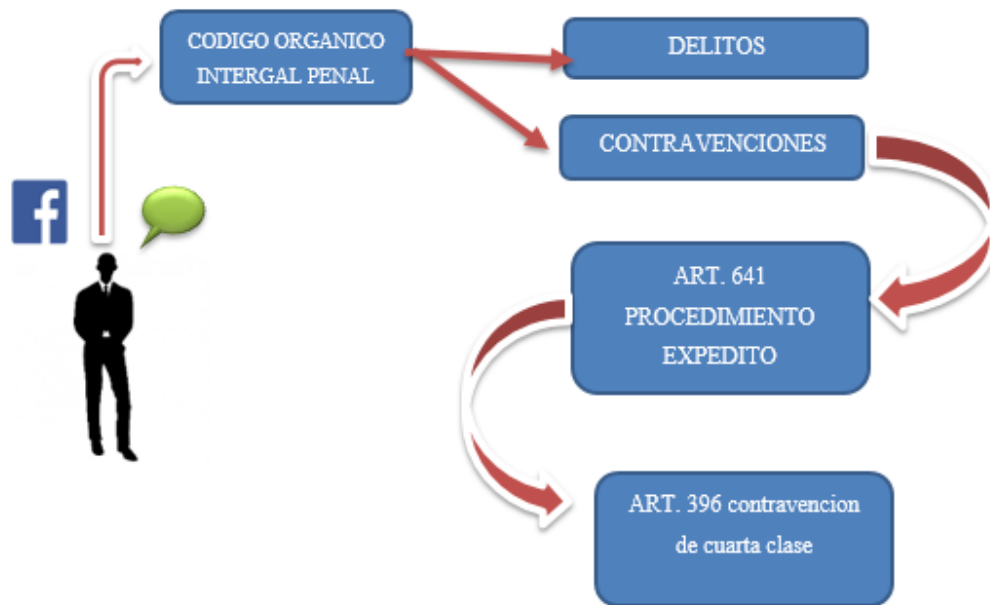 CODIGO ORGANICO
INTERGAL PENAL
DELITOS
CONTRAVENCIONES
f
ART. 641
PROCEDIMIENTO
EXPEDITO
ART. 396 contravencion
de cuarta clase